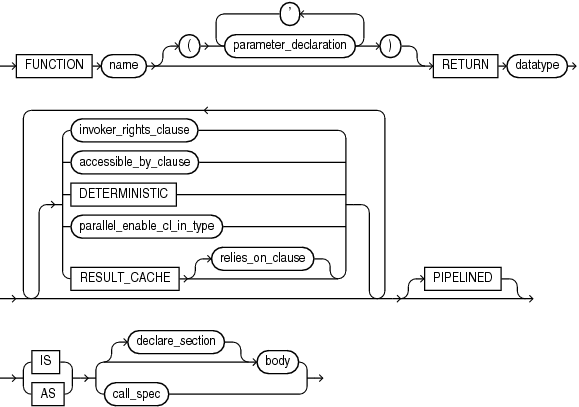 ,
( parameter_declaration )
FUNCTION name RETURN datatype
invoker_rights_clause
accessible_by_clause
DETERMINISTIC
parallel_enable_cl_in_type
relies_on_clause
RESULT_CACHE PIPELINED
declare_section
IS body
AS call_spec